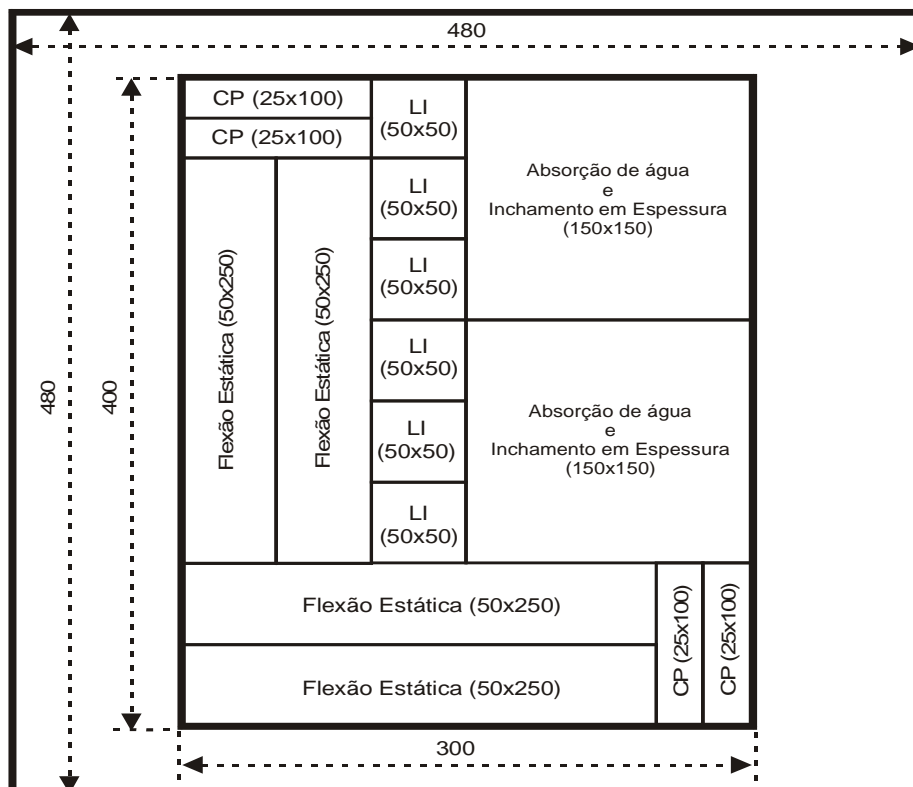 480
CP (25x100)
CP (25x100)
LI
(50x50)
LI
(50x50)
LI
(50x50)
LI
(50x50)
LI
(50x50)
LI
(50x50)
Absorção de água
e
Inchamento em Espessura
(150x150)
Absorção de água
e
Inchamento em Espessura
(150x150)
Flexão Estática (50x250)
Flexão Estática (50x250)
480
400
Flexão Estática (50x250)
Flexão Estática (50x250)
CP (25x100)
CP (25x100)
300